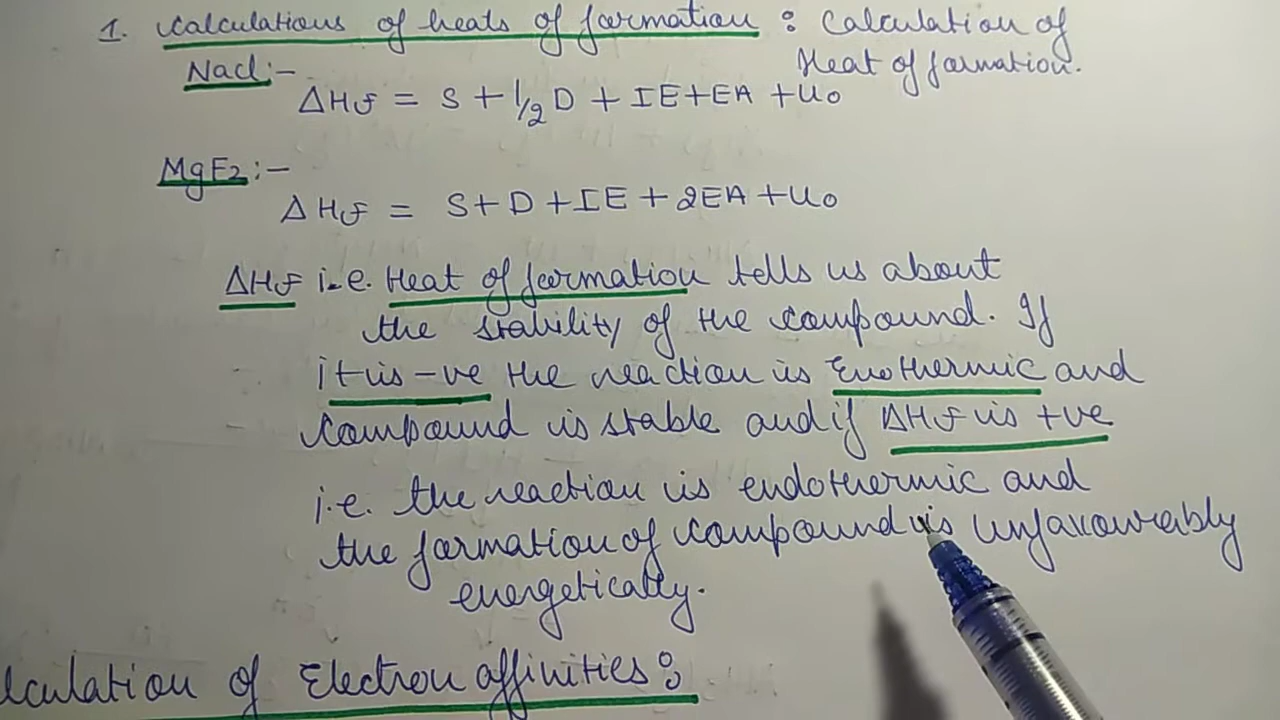 1. Calculations of heats of formation : Calculation of
Heat of formation.
NaCl:-
ΔHf = S + 1/2 D + IE + EA + U0
MgF2:-
ΔHf = S + D + IE + 2EA + U0
ΔHf i.e. Heat of formation tells us about
the stability of the compound. If
it is -ve the reaction is Exothermic and
Compound is stable and if ΔHf is +ve
i.e. the reaction is endothermic and
the formation of compound is unfavourably
energetically.
lculation of Electron affinities :